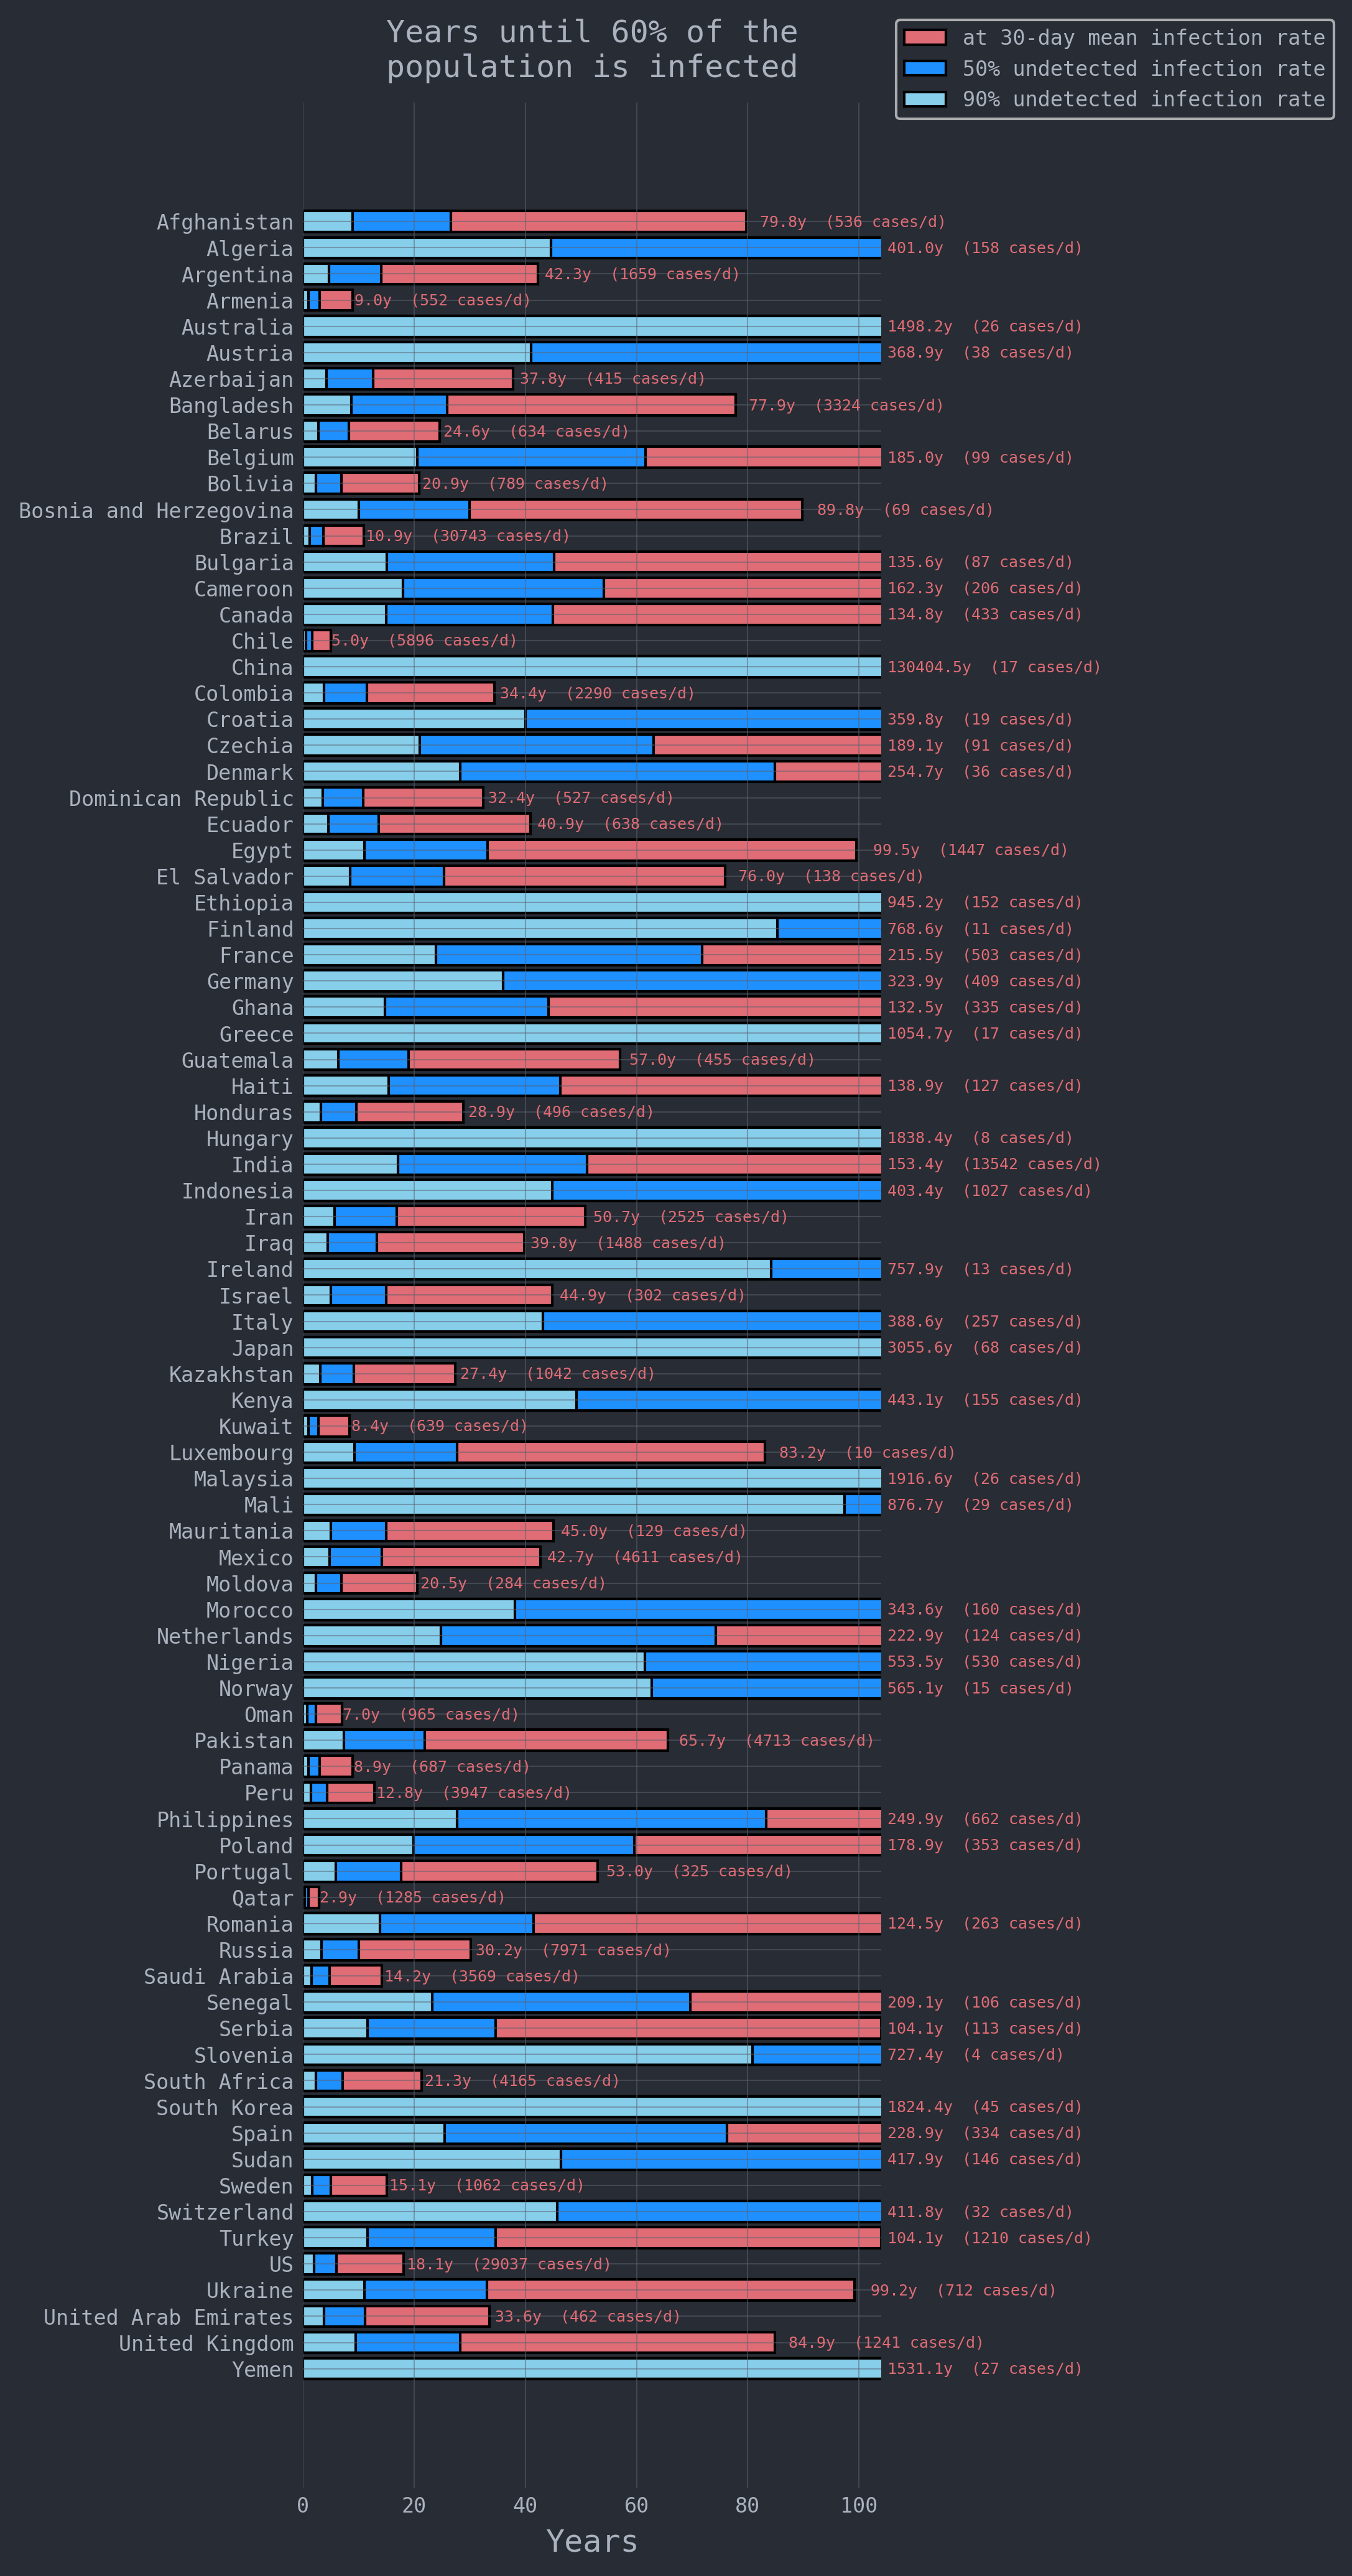 Years until 60% of the
population is infected
at 30-day mean infection rate
50% undetected infection rate
90% undetected infection rate
Afghanistan 79.8y (536 cases/d)
Algeria 401.0y (158 cases/d)
Argentina 42.3y (1659 cases/d)
Armenia 9.0y (552 cases/d)
Australia 1498.2y (26 cases/d)
Austria 368.9y (38 cases/d)
Azerbaijan 37.8y (415 cases/d)
Bangladesh 77.9y (3324 cases/d)
Belarus 24.6y (634 cases/d)
Belgium 185.0y (99 cases/d)
Bolivia 20.9y (789 cases/d)
Bosnia and Herzegovina 89.8y (69 cases/d)
Brazil 10.9y (30743 cases/d)
Bulgaria 135.6y (87 cases/d)
Cameroon 162.3y (206 cases/d)
Canada 134.8y (433 cases/d)
Chile 5.0y (5896 cases/d)
China 130404.5y (17 cases/d)
Colombia 34.4y (2290 cases/d)
Croatia 359.8y (19 cases/d)
Czechia 189.1y (91 cases/d)
Denmark 254.7y (36 cases/d)
Dominican Republic 32.4y (527 cases/d)
Ecuador 40.9y (638 cases/d)
Egypt 99.5y (1447 cases/d)
El Salvador 76.0y (138 cases/d)
Ethiopia 945.2y (152 cases/d)
Finland 768.6y (11 cases/d)
France 215.5y (503 cases/d)
Germany 323.9y (409 cases/d)
Ghana 132.5y (335 cases/d)
Greece 1054.7y (17 cases/d)
Guatemala 57.0y (455 cases/d)
Haiti 138.9y (127 cases/d)
Honduras 28.9y (496 cases/d)
Hungary 1838.4y (8 cases/d)
India 153.4y (13542 cases/d)
Indonesia 403.4y (1027 cases/d)
Iran 50.7y (2525 cases/d)
Iraq 39.8y (1488 cases/d)
Ireland 757.9y (13 cases/d)
Israel 44.9y (302 cases/d)
Italy 388.6y (257 cases/d)
Japan 3055.6y (68 cases/d)
Kazakhstan 27.4y (1042 cases/d)
Kenya 443.1y (155 cases/d)
Kuwait 8.4y (639 cases/d)
Luxembourg 83.2y (10 cases/d)
Malaysia 1916.6y (26 cases/d)
Mali 876.7y (29 cases/d)
Mauritania 45.0y (129 cases/d)
Mexico 42.7y (4611 cases/d)
Moldova 20.5y (284 cases/d)
Morocco 343.6y (160 cases/d)
Netherlands 222.9y (124 cases/d)
Nigeria 553.5y (530 cases/d)
Norway 565.1y (15 cases/d)
Oman 7.0y (965 cases/d)
Pakistan 65.7y (4713 cases/d)
Panama 8.9y (687 cases/d)
Peru 12.8y (3947 cases/d)
Philippines 249.9y (662 cases/d)
Poland 178.9y (353 cases/d)
Portugal 53.0y (325 cases/d)
Qatar 2.9y (1285 cases/d)
Romania 124.5y (263 cases/d)
Russia 30.2y (7971 cases/d)
Saudi Arabia 14.2y (3569 cases/d)
Senegal 209.1y (106 cases/d)
Serbia 104.1y (113 cases/d)
Slovenia 727.4y (4 cases/d)
South Africa 21.3y (4165 cases/d)
South Korea 1824.4y (45 cases/d)
Spain 228.9y (334 cases/d)
Sudan 417.9y (146 cases/d)
Sweden 15.1y (1062 cases/d)
Switzerland 411.8y (32 cases/d)
Turkey 104.1y (1210 cases/d)
US 18.1y (29037 cases/d)
Ukraine 99.2y (712 cases/d)
United Arab Emirates 33.6y (462 cases/d)
United Kingdom 84.9y (1241 cases/d)
Yemen 1531.1y (27 cases/d)
0 20 40 60 80 100
Years